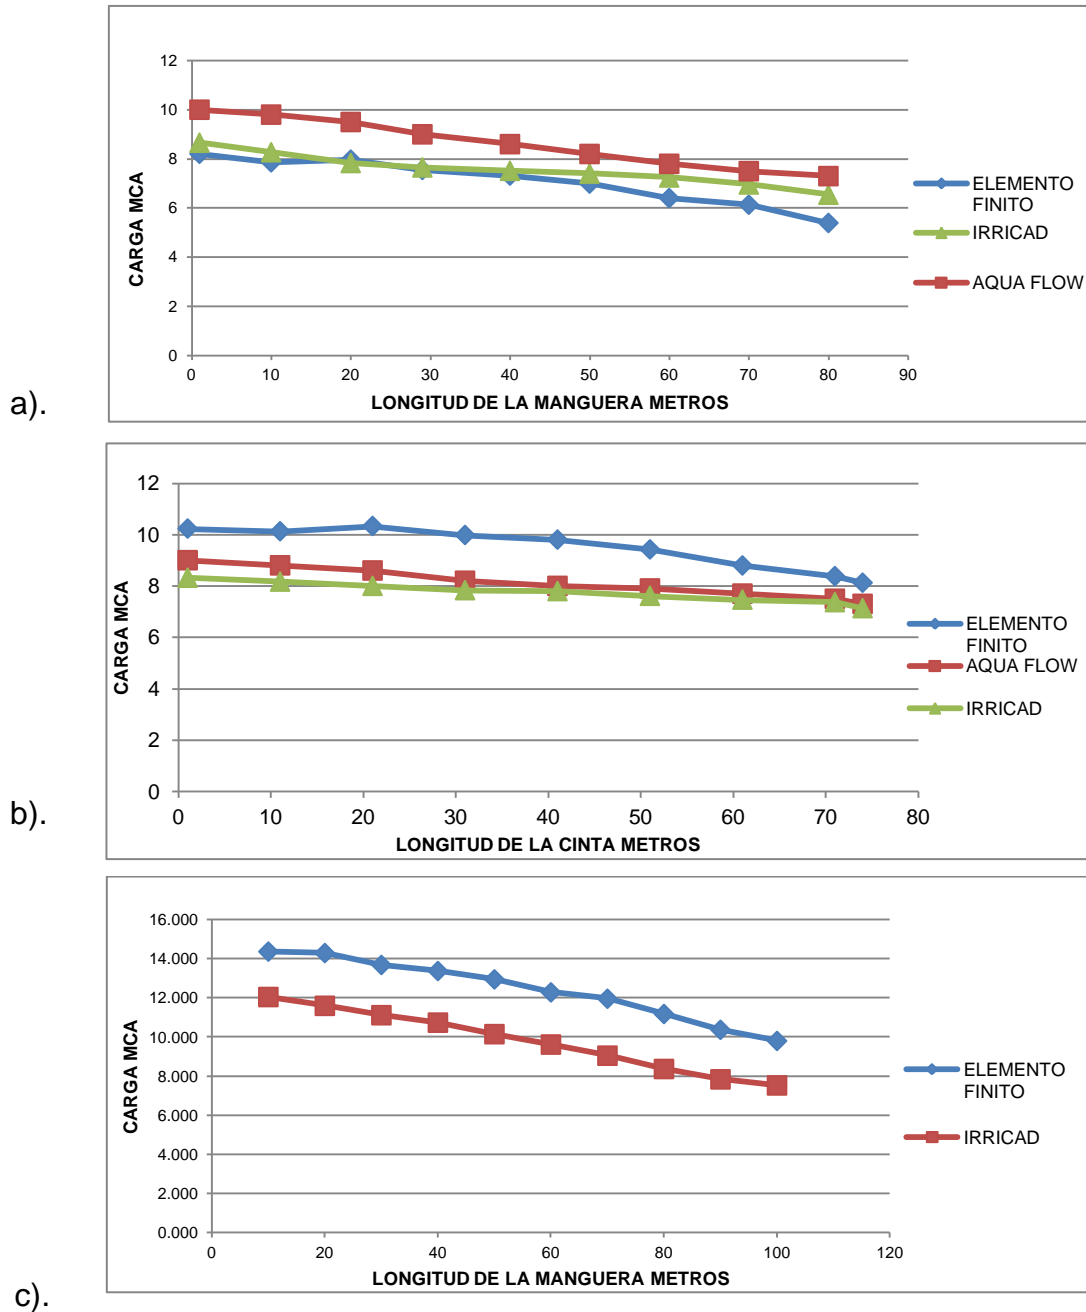 12
10
8
6
4
2
0
0 10 20 30 40 50 60 70 80 90
CARGA MCA
LONGITUD DE LA MANGUERA METROS
ELEMENTO
FINITO
IRRICAD
AQUA FLOW
a).
12
10
8
6
4
2
0
0 10 20 30 40 50 60 70 80
CARGA MCA
LONGITUD DE LA CINTA METROS
ELEMENTO
FINITO
AQUA FLOW
IRRICAD
b).
16.000
14.000
12.000
10.000
8.000
6.000
4.000
2.000
0.000
0 20 40 60 80 100 120
CARGA MCA
LONGITUD DE LA MANGUERA METROS
ELEMENTO
FINITO
IRRICAD
c).